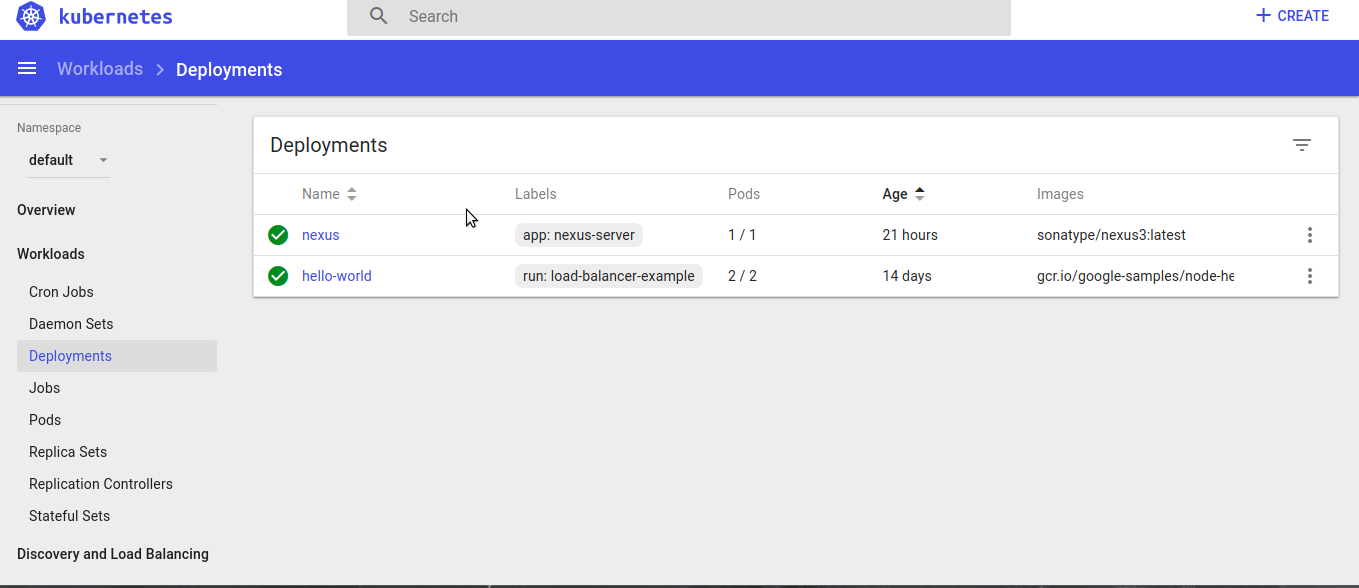 kubernetes Search + CREATE
Workloads > Deployments
Namespace
default
Overview
Workloads
Cron Jobs
Daemon Sets
Deployments
Jobs
Pods
Replica Sets
Replication Controllers
Stateful Sets
Discovery and Load Balancing
Deployments
Name Labels Pods Age Images
nexus app: nexus-server 1 / 1 21 hours sonatype/nexus3:latest
hello-world run: load-balancer-example 2 / 2 14 days gcr.io/google-samples/node-he